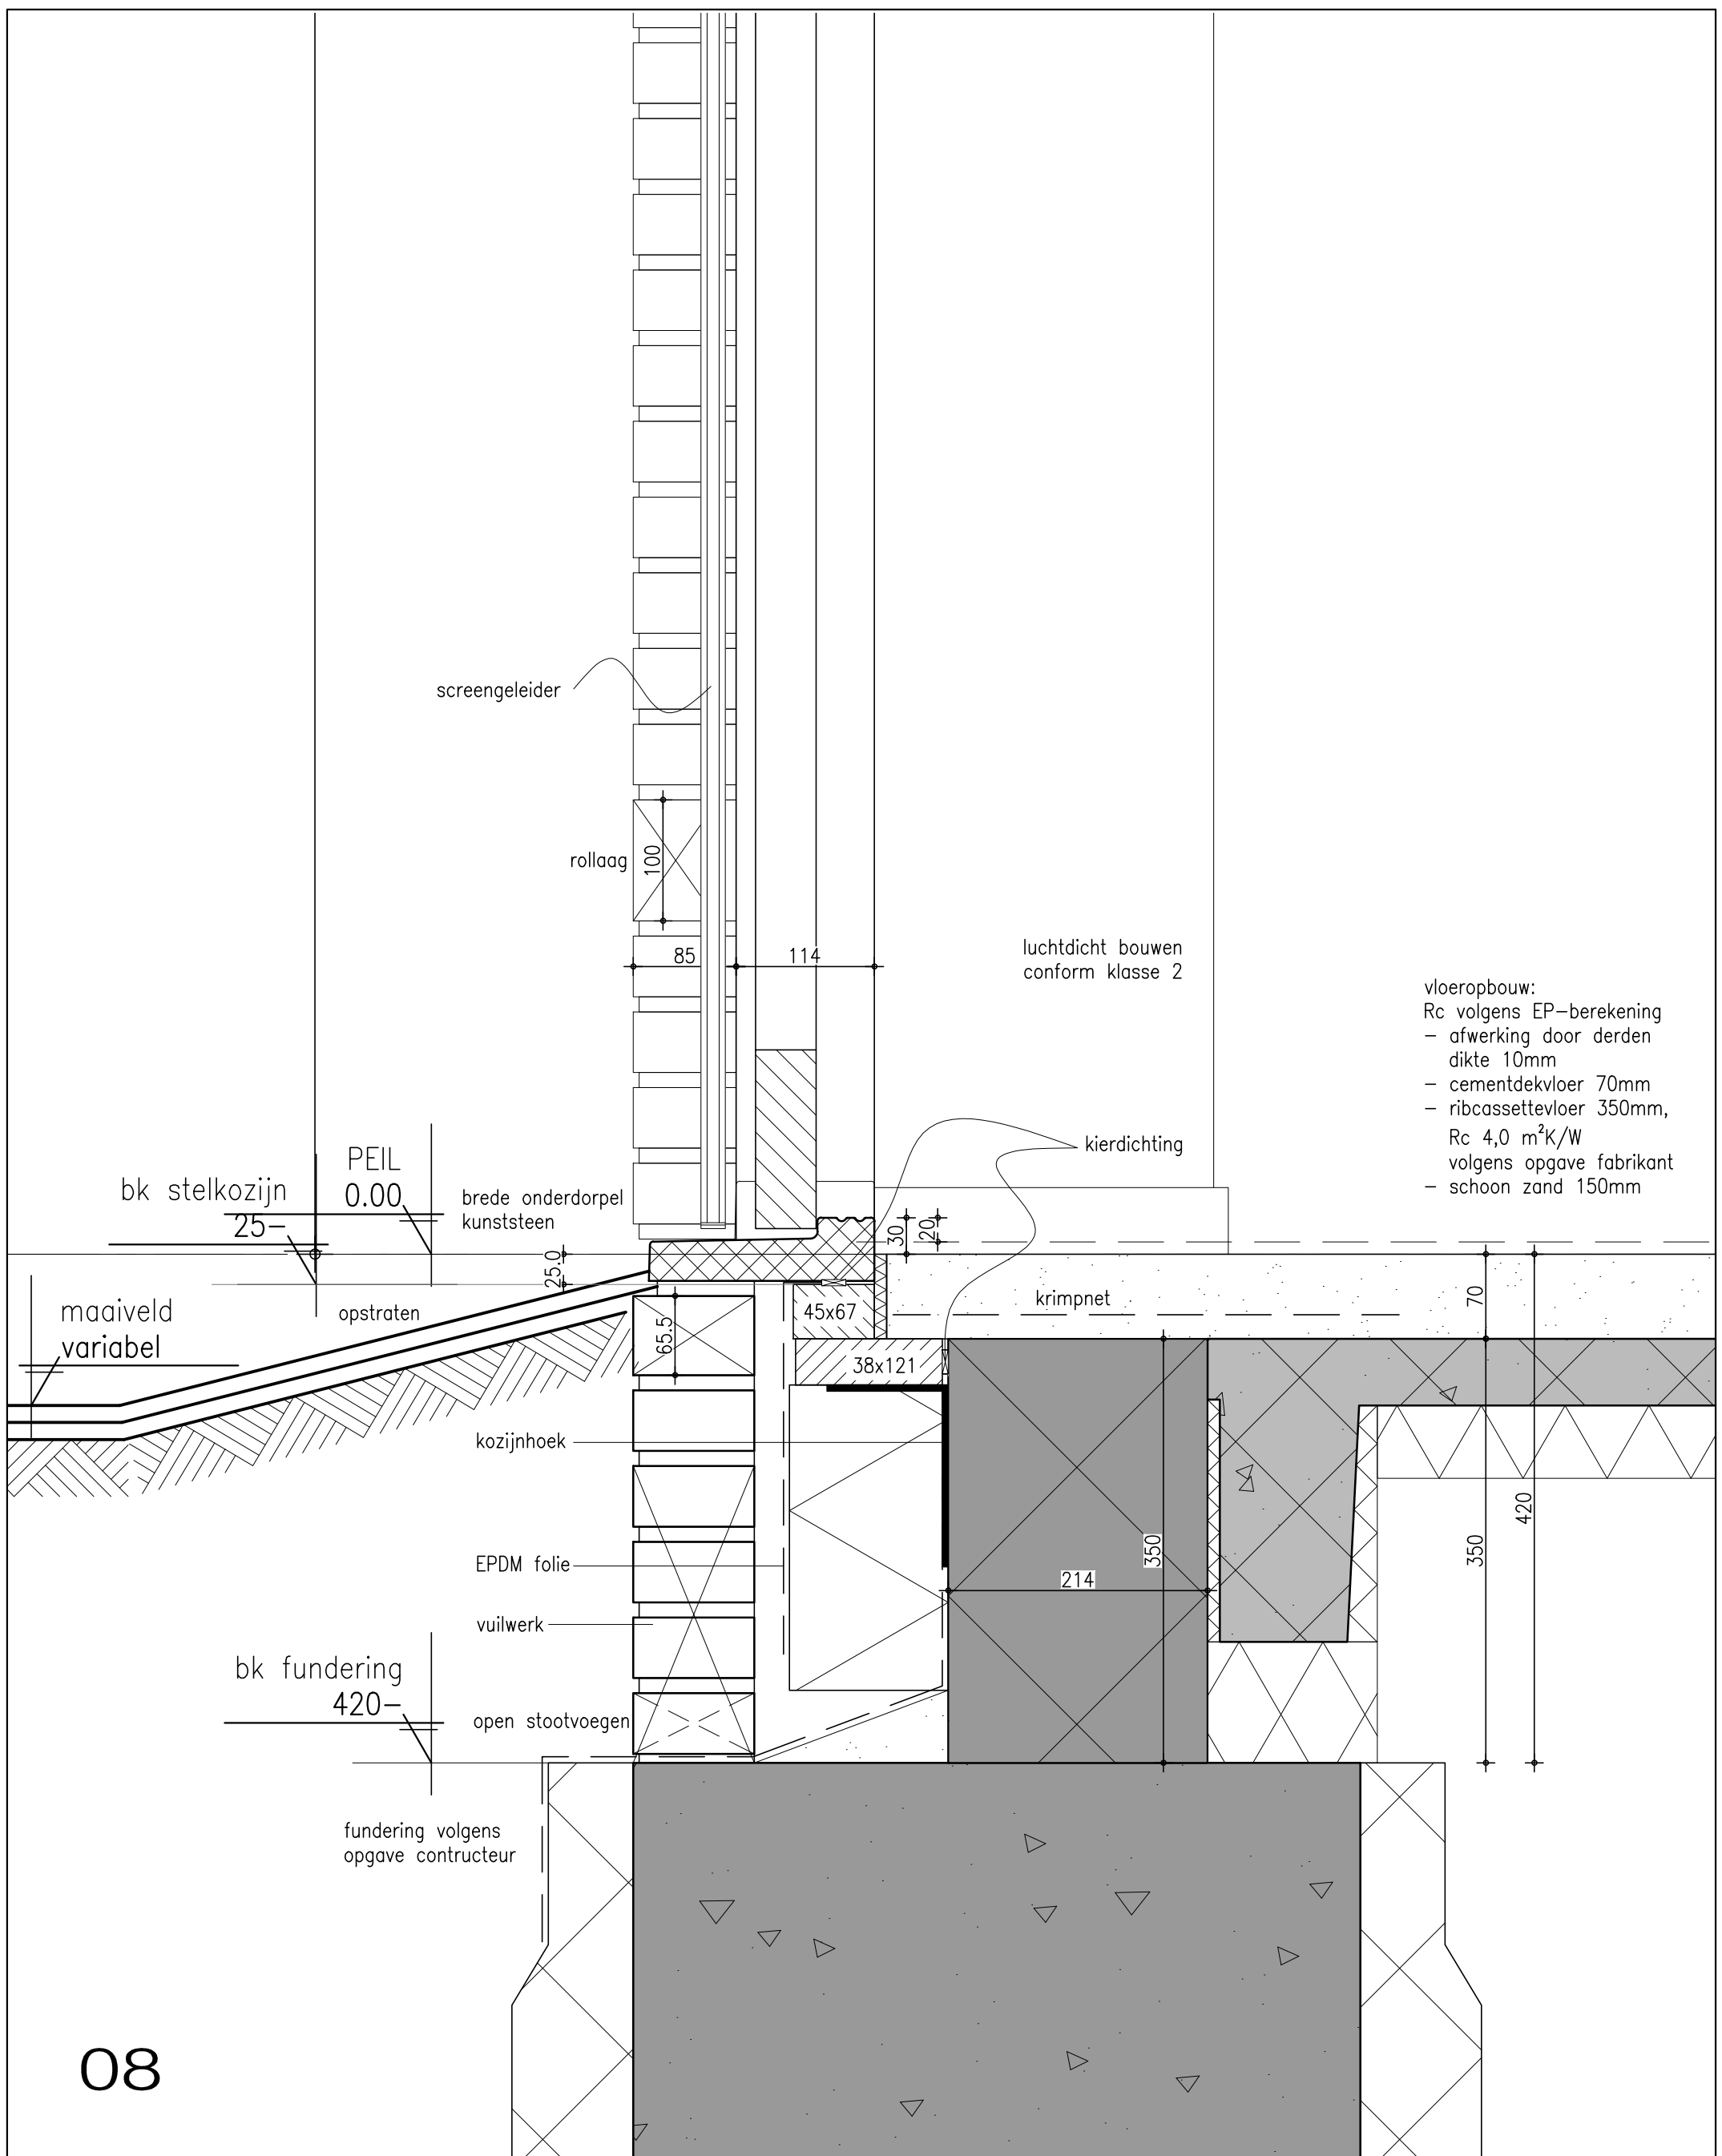 screengeleider
rollaag
100
85
114
luchtdicht bouwen
conform klasse 2
vloeropbouw:
Rc volgens EP-berekening
- afwerking door derden
dikte 10mm
- cementdekvloer 70mm
- ribcassettevloer 350mm,
Rc 4,0 m²K/W
volgens opgave fabrikant
- schoon zand 150mm
kierdichting
PEIL
0.00
bk stelkozijn
25-
brede onderdorpel
kunststeen
30
20
25.0
maaiveld
variabel
opstraten
45x67
krimpnet
70
65.5
38x121
kozijnhoek
420
350
350
214
EPDM folie
vuilwerk
bk fundering
420-
open stootvoegen
fundering volgens
opgave contructeur
08